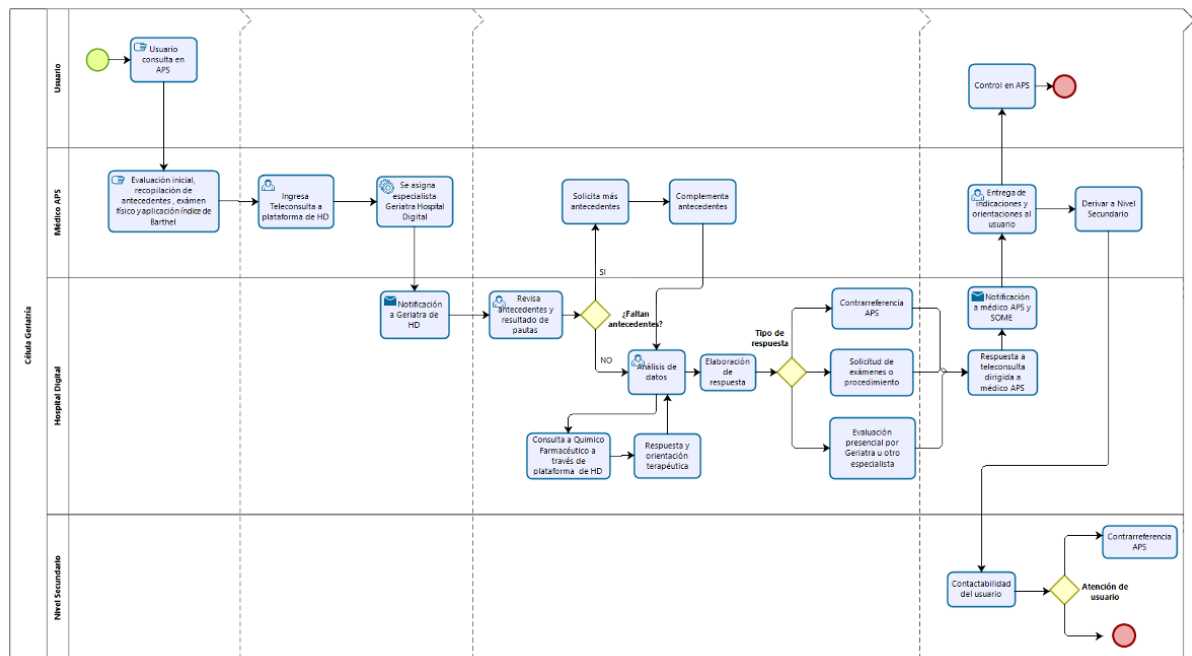 Célula Geriatría
Usuario
Usuario
consulta en
APS
Control en
APS
Médico APS
Evaluación inicial,
recopilación de
antecedentes , exámen
físico y aplicación índice de
Barthel
Ingresa
Teleconsulta a
plataforma de HD
Se asigna
especialista
Geriatra Hospital
Digital
Solicita más
antecedentes
Complementa
antecedentes
Entrega de
indicaciones y
orientaciones al
usuario
Derivar a Nivel
Secundario
Hospital Digital
Notificación
a Geriatra de
HD
Revisa
antecedentes y
resultado de
pautas
SI
¿Faltan
antecedentes?
NO
Análisis de
datos
Elaboración
de
respuesta
Tipo de
respuesta
Contrarreferencia
APS
Solicitud de
exámenes o
procedimiento
Evaluación
presencial por
Geriatra u otro
especialista
Notificación
a médico APS y
SOME
Respuesta a
teleconsulta
dirigida a
médico APS
Consulta a Quimico
Farmacéutico a
través de
plataforma de HD
Respuesta y
orientación
terapéutica
Nivel Secundario
Contactabilidad
del usuario
Contrarreferencia
APS
Atención de
usuario